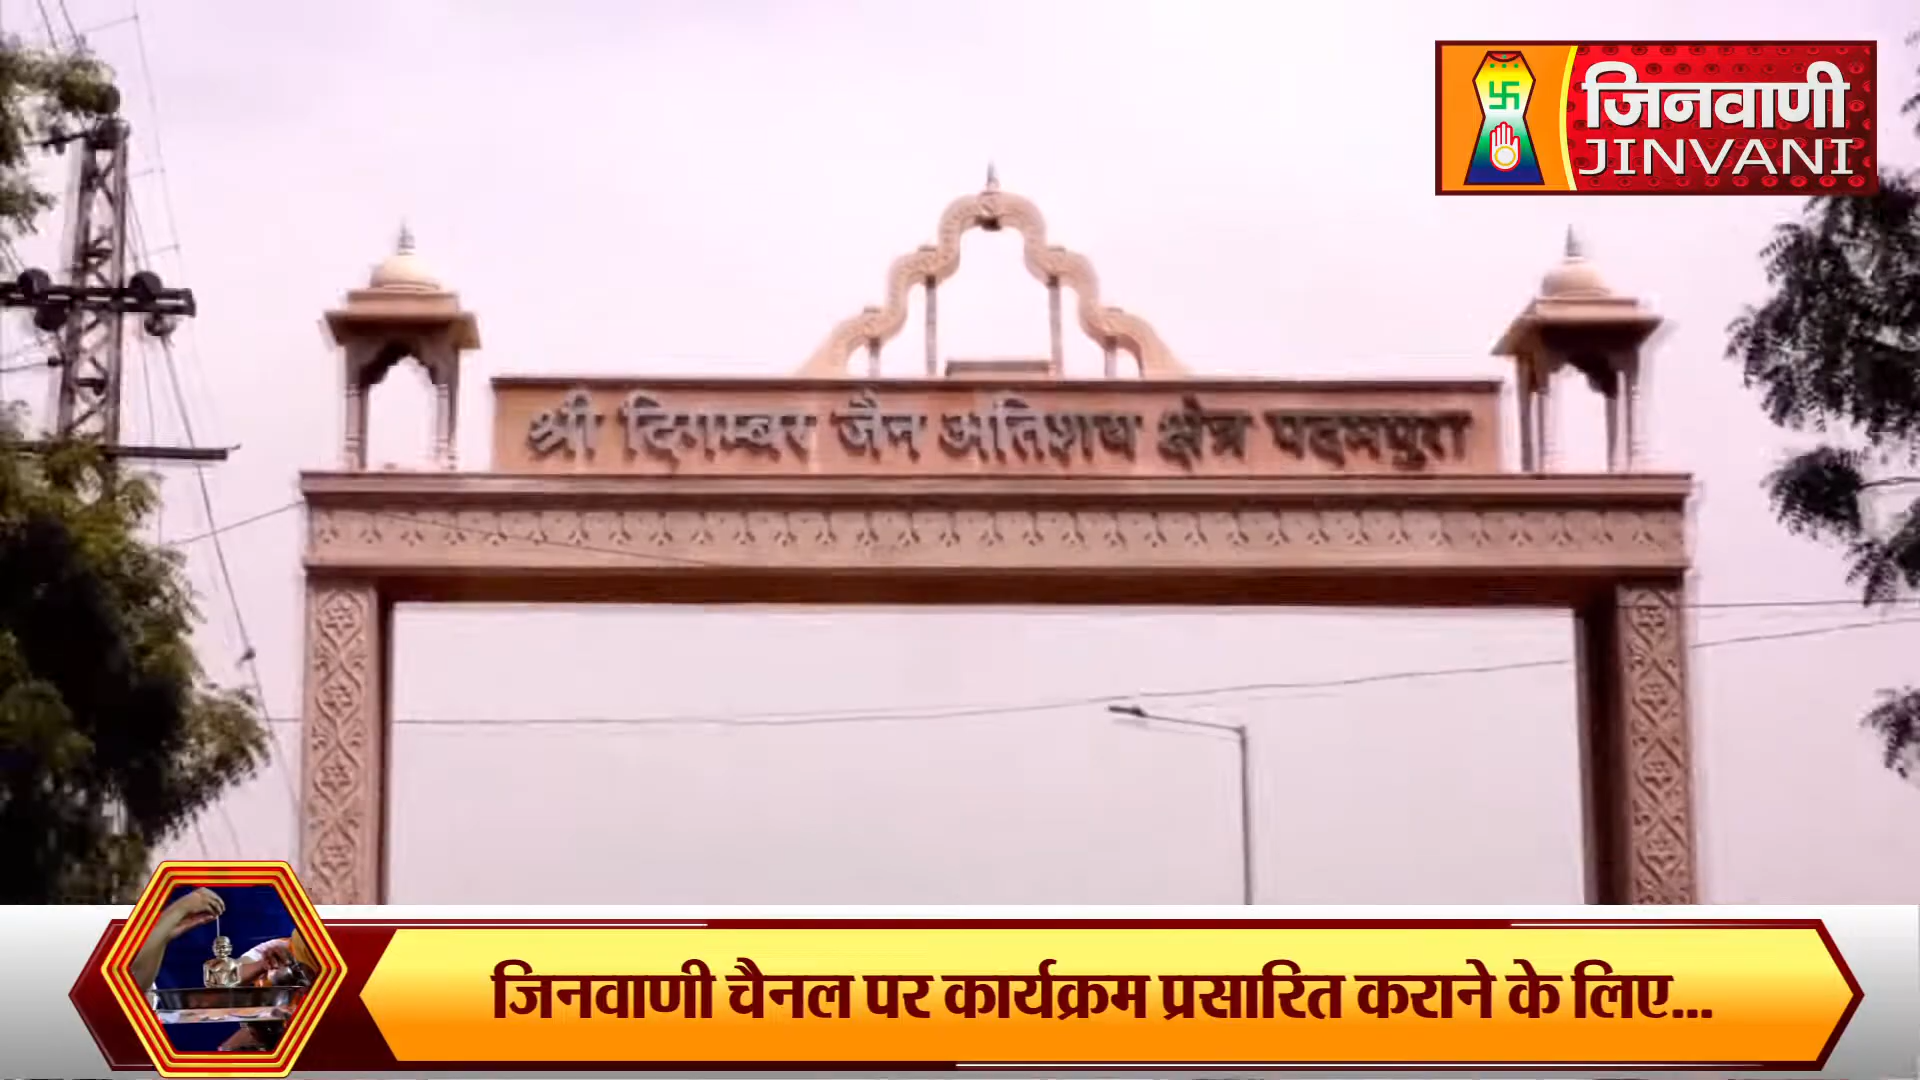 जिनवाणी
JINVANI
श्री दिगम्बर जैन अतिशय क्षेत्र पदमपुरा
जिनवाणी चैनल पर कार्यक्रम प्रसारित कराने के लिए...